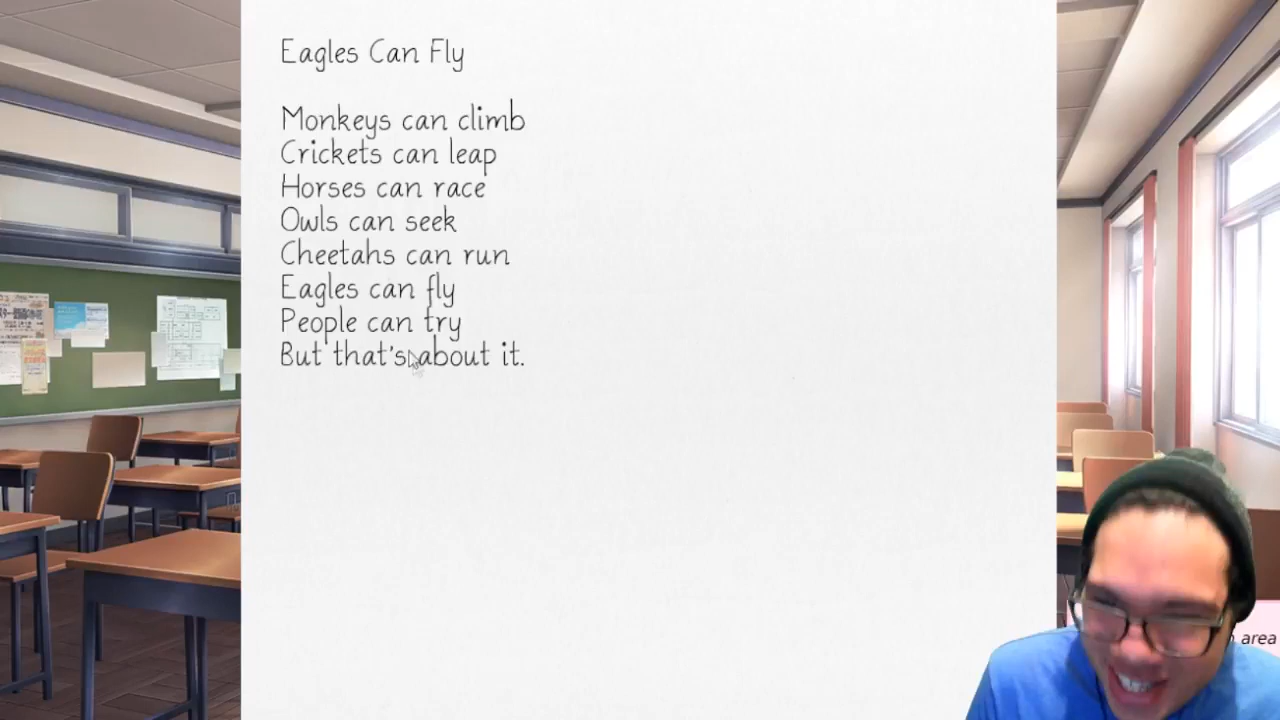 Eagles Can Fly
Monkeys can climb
Crickets can leap
Horses can race
Owls can seek
Cheetahs can run
Eagles can fly
People can try
But that's about it.
area